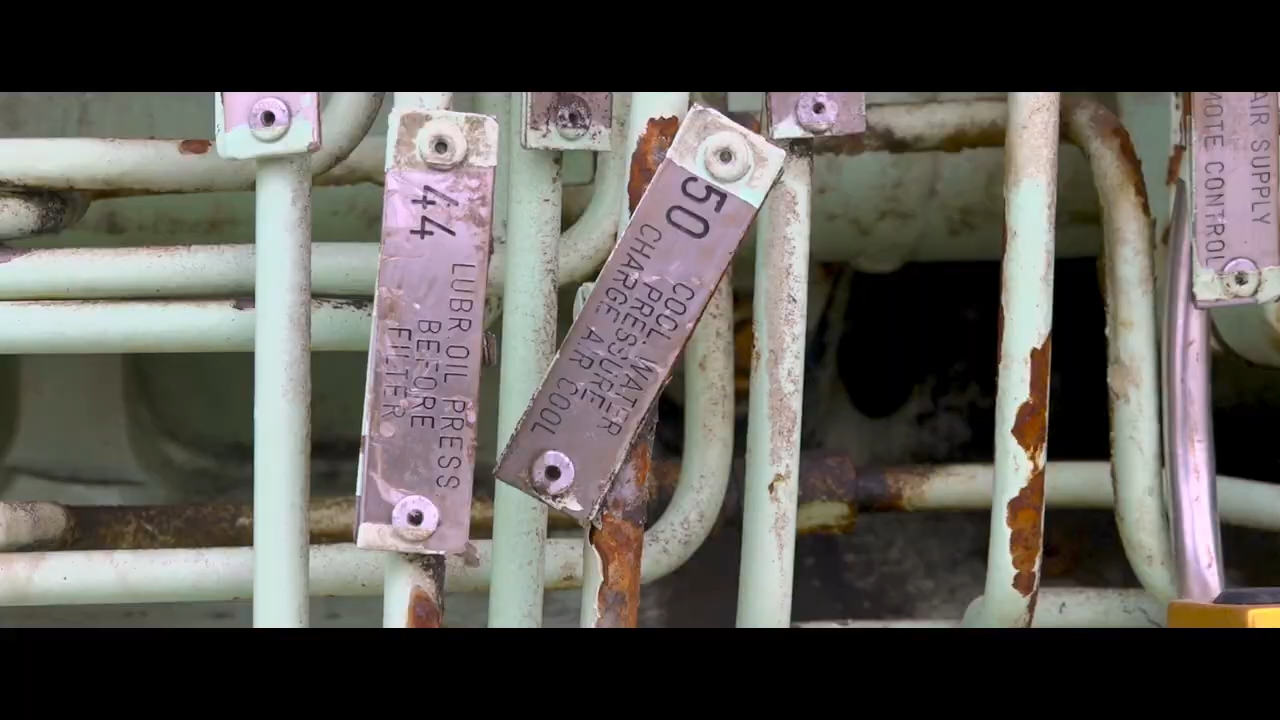 44
LUBR.OIL PRESS
BEFORE
FILTER
50
COOL. WATER
PRESSURE
CHARGE AIR COOL
AIR SUPPLY
MOTE CONTROL